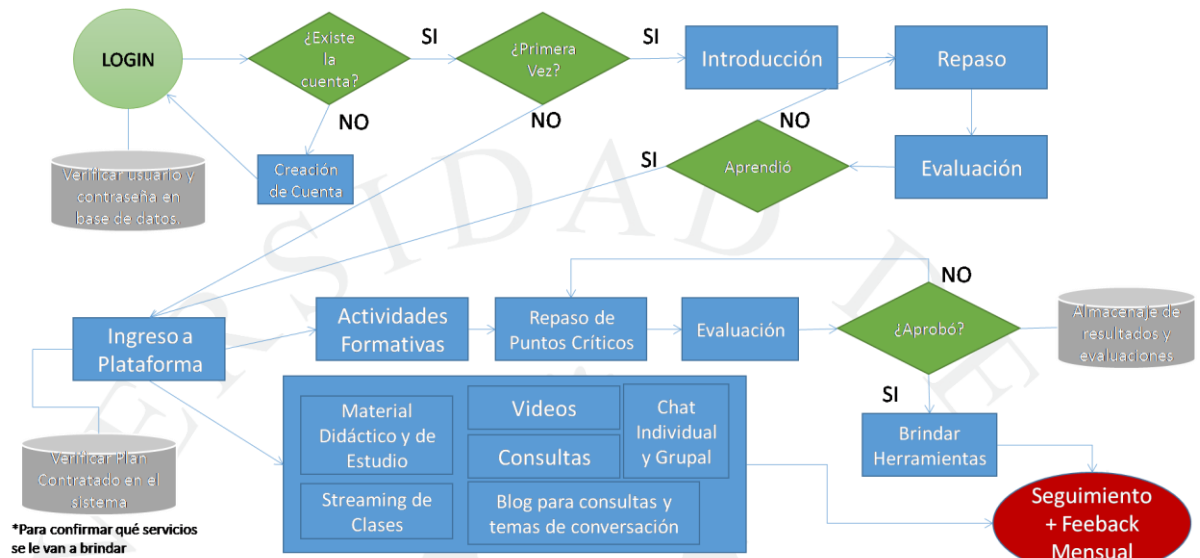 LOGIN
¿Existe
la
cuenta?
SI
¿Primera
Vez?
SI
Introducción
Repaso
NO
Creación
de Cuenta
NO
Verificar usuario y
contraseña en
base de datos.
SI
Aprendió
NO
Evaluación
Ingreso a
Plataforma
Actividades
Formativas
Repaso de
Puntos Críticos
Evaluación
¿Aprobó?
NO
Almacenaje de
resultados y
evaluaciones
SI
Brindar
Herramientas
Material
Didáctico y de
Estudio
Videos
Chat
Individual
y Grupal
Consultas
Streaming de
Clases
Blog para consultas y
temas de conversación
Verificar Plan
Contratado en el
sistema
*Para confirmar qué servicios
se le van a brindar
Seguimiento
+ Feeback
Mensual
ERSIDAD DE